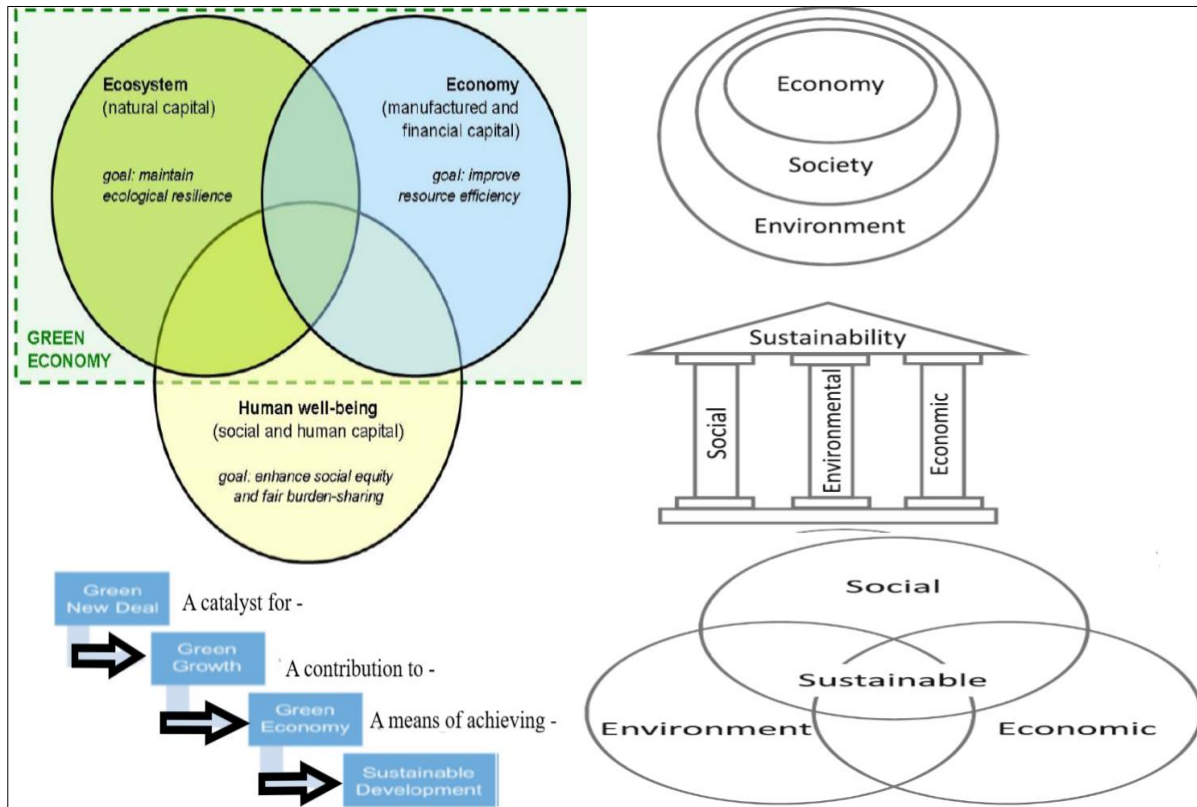 Ecosystem
(natural capital)
goal: maintain
ecological resilience
Economy
(manufactured and
financial capital)
goal: improve
resource efficiency
GREEN
ECONOMY
Human well-being
(social and human capital)
goal: enhance social equity
and fair burden-sharing
Green
New Deal
A catalyst for -
Green
Growth
A contribution to -
Green
Economy
A means of achieving -
Sustainable
Development
Economy
Society
Environment
Sustainability
Social
Environmental
Economic
Social
Sustainable
Environment
Economic